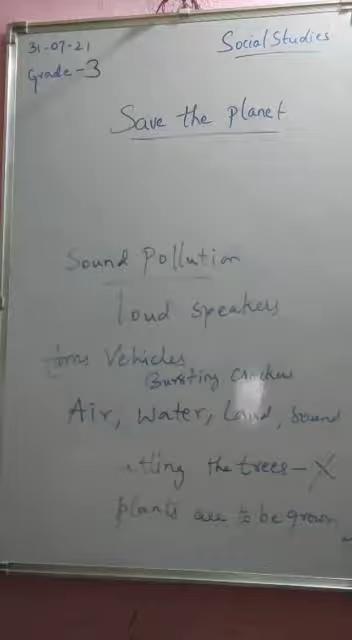 31-07-21
Social Studies
Grade-3
Save the planet
Sound Pollution
loud speakers
Vehicles
Bursting Crackers
Air, Water, Land, Sound
the trees - X
plants are to be grown